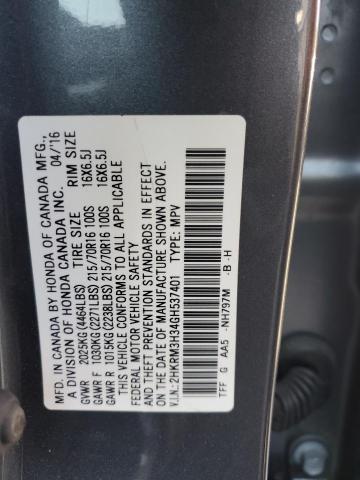 MFD. IN CANADA BY HONDA OF CANADA MFG.,
A DIVISION OF HONDA CANADA INC. 04/'16
TIRE SIZE RIM SIZE
GVWR 2025KG(4464LBS)
GAWR F 1030KG(2271LBS) 215/70R16 100S 16X6.5J
GAWR R 1015KG(2238LBS) 215/70R16 100S 16X6.5J
THIS VEHICLE CONFORMS TO ALL APPLICABLE
FEDERAL MOTOR VEHICLE SAFETY
AND THEFT PREVENTION STANDARDS IN EFFECT
ON THE DATE OF MANUFACTURE SHOWN ABOVE.
V.I.N.: 2HKRM3H34GH537401 TYPE: MPV
TFF G AA5 -NH797M -B -H